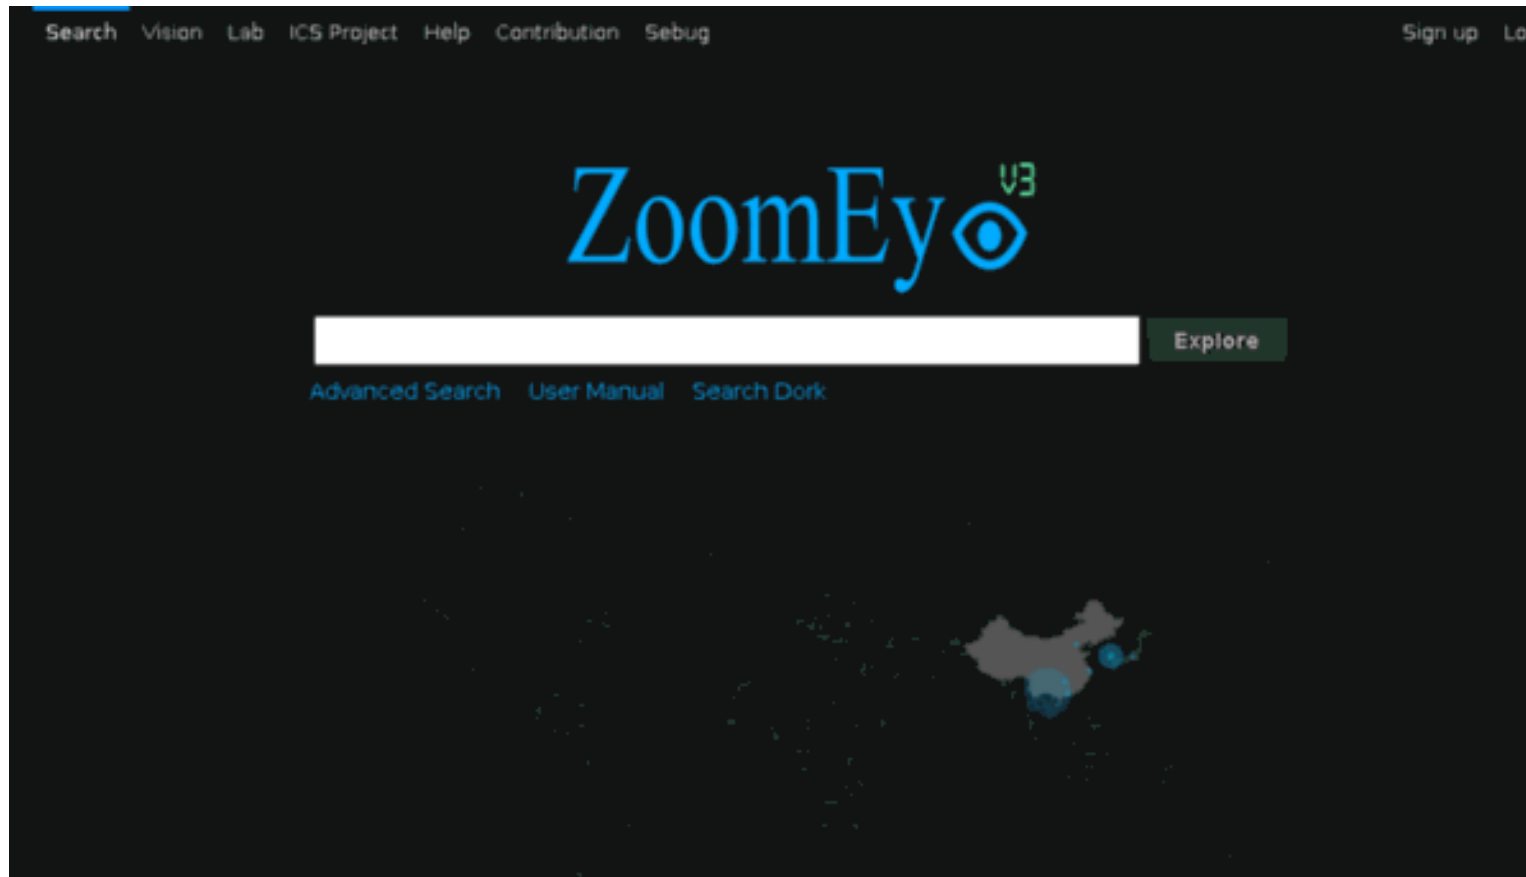 Search Vision Lab ICS Project Help Contribution Sebug Sign up Lo
V3
ZoomEye
Explore
Advanced Search User Manual Search Dork